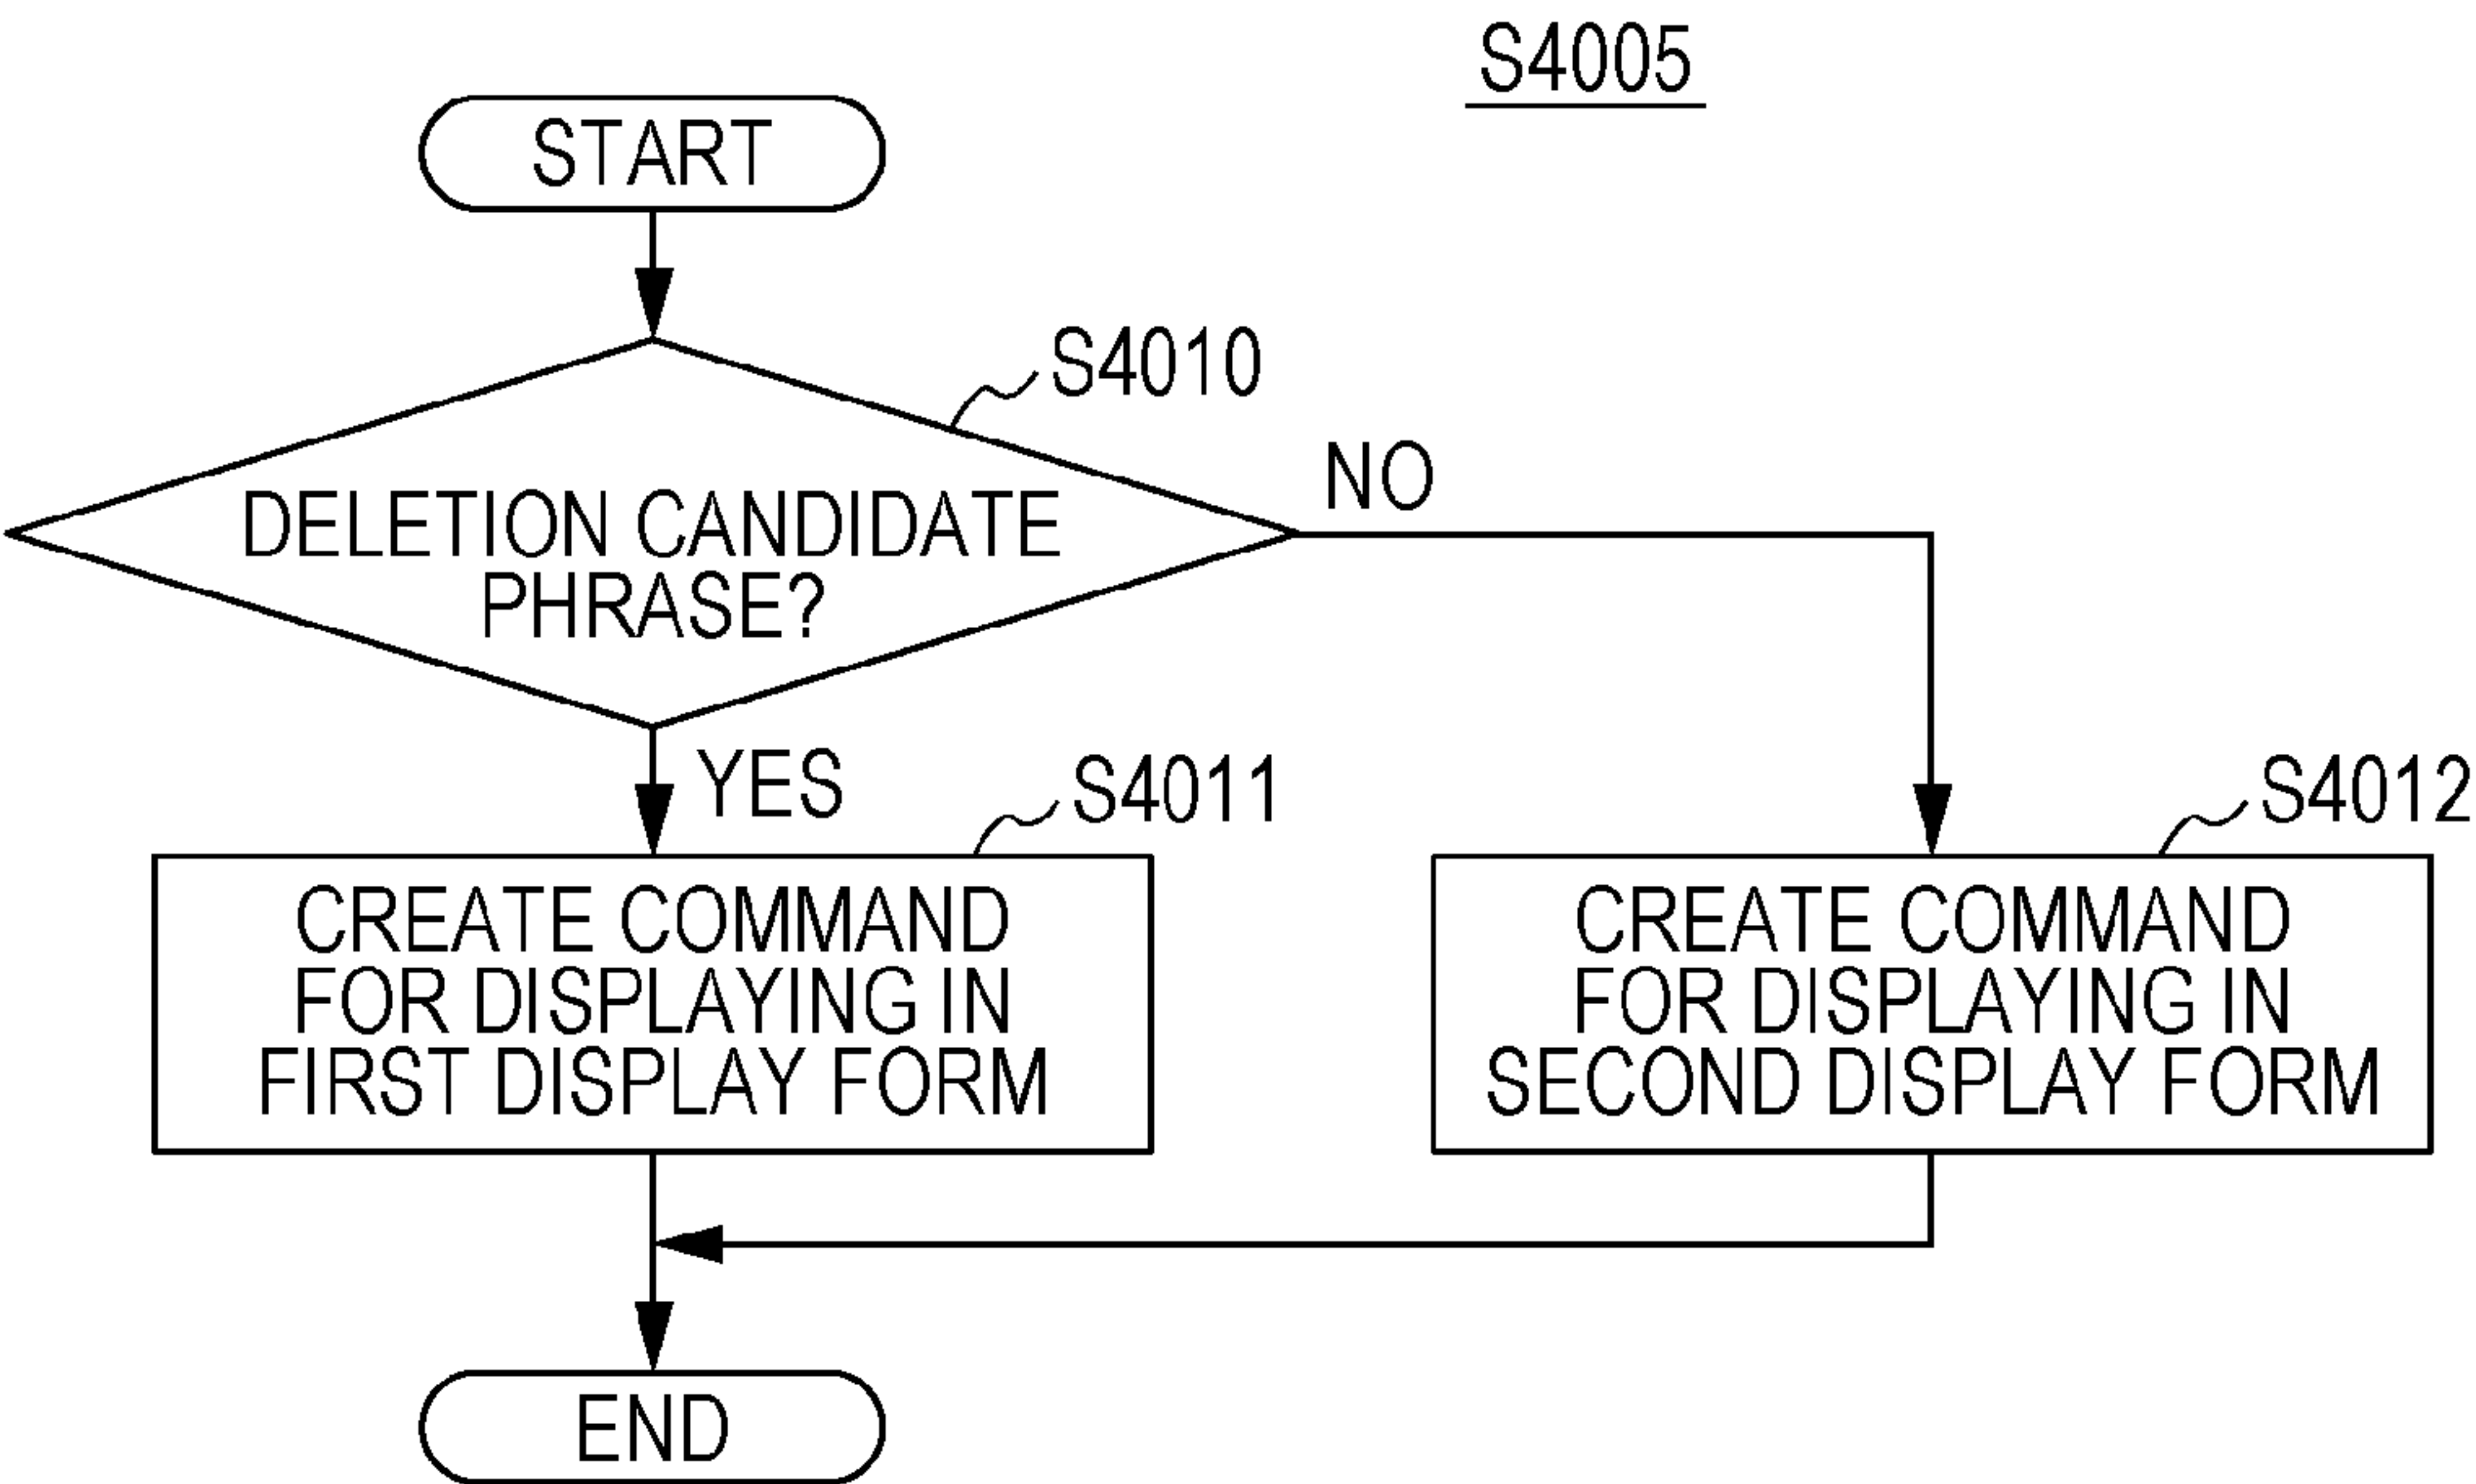 S4005
START
S4010
NO
DELETION CANDIDATE
PHRASE?
YES
S4011
S4012
CREATE COMMAND
FOR DISPLAYING IN
FIRST DISPLAY FORM
CREATE COMMAND
FOR DISPLAYING IN
SECOND DISPLAY FORM
END